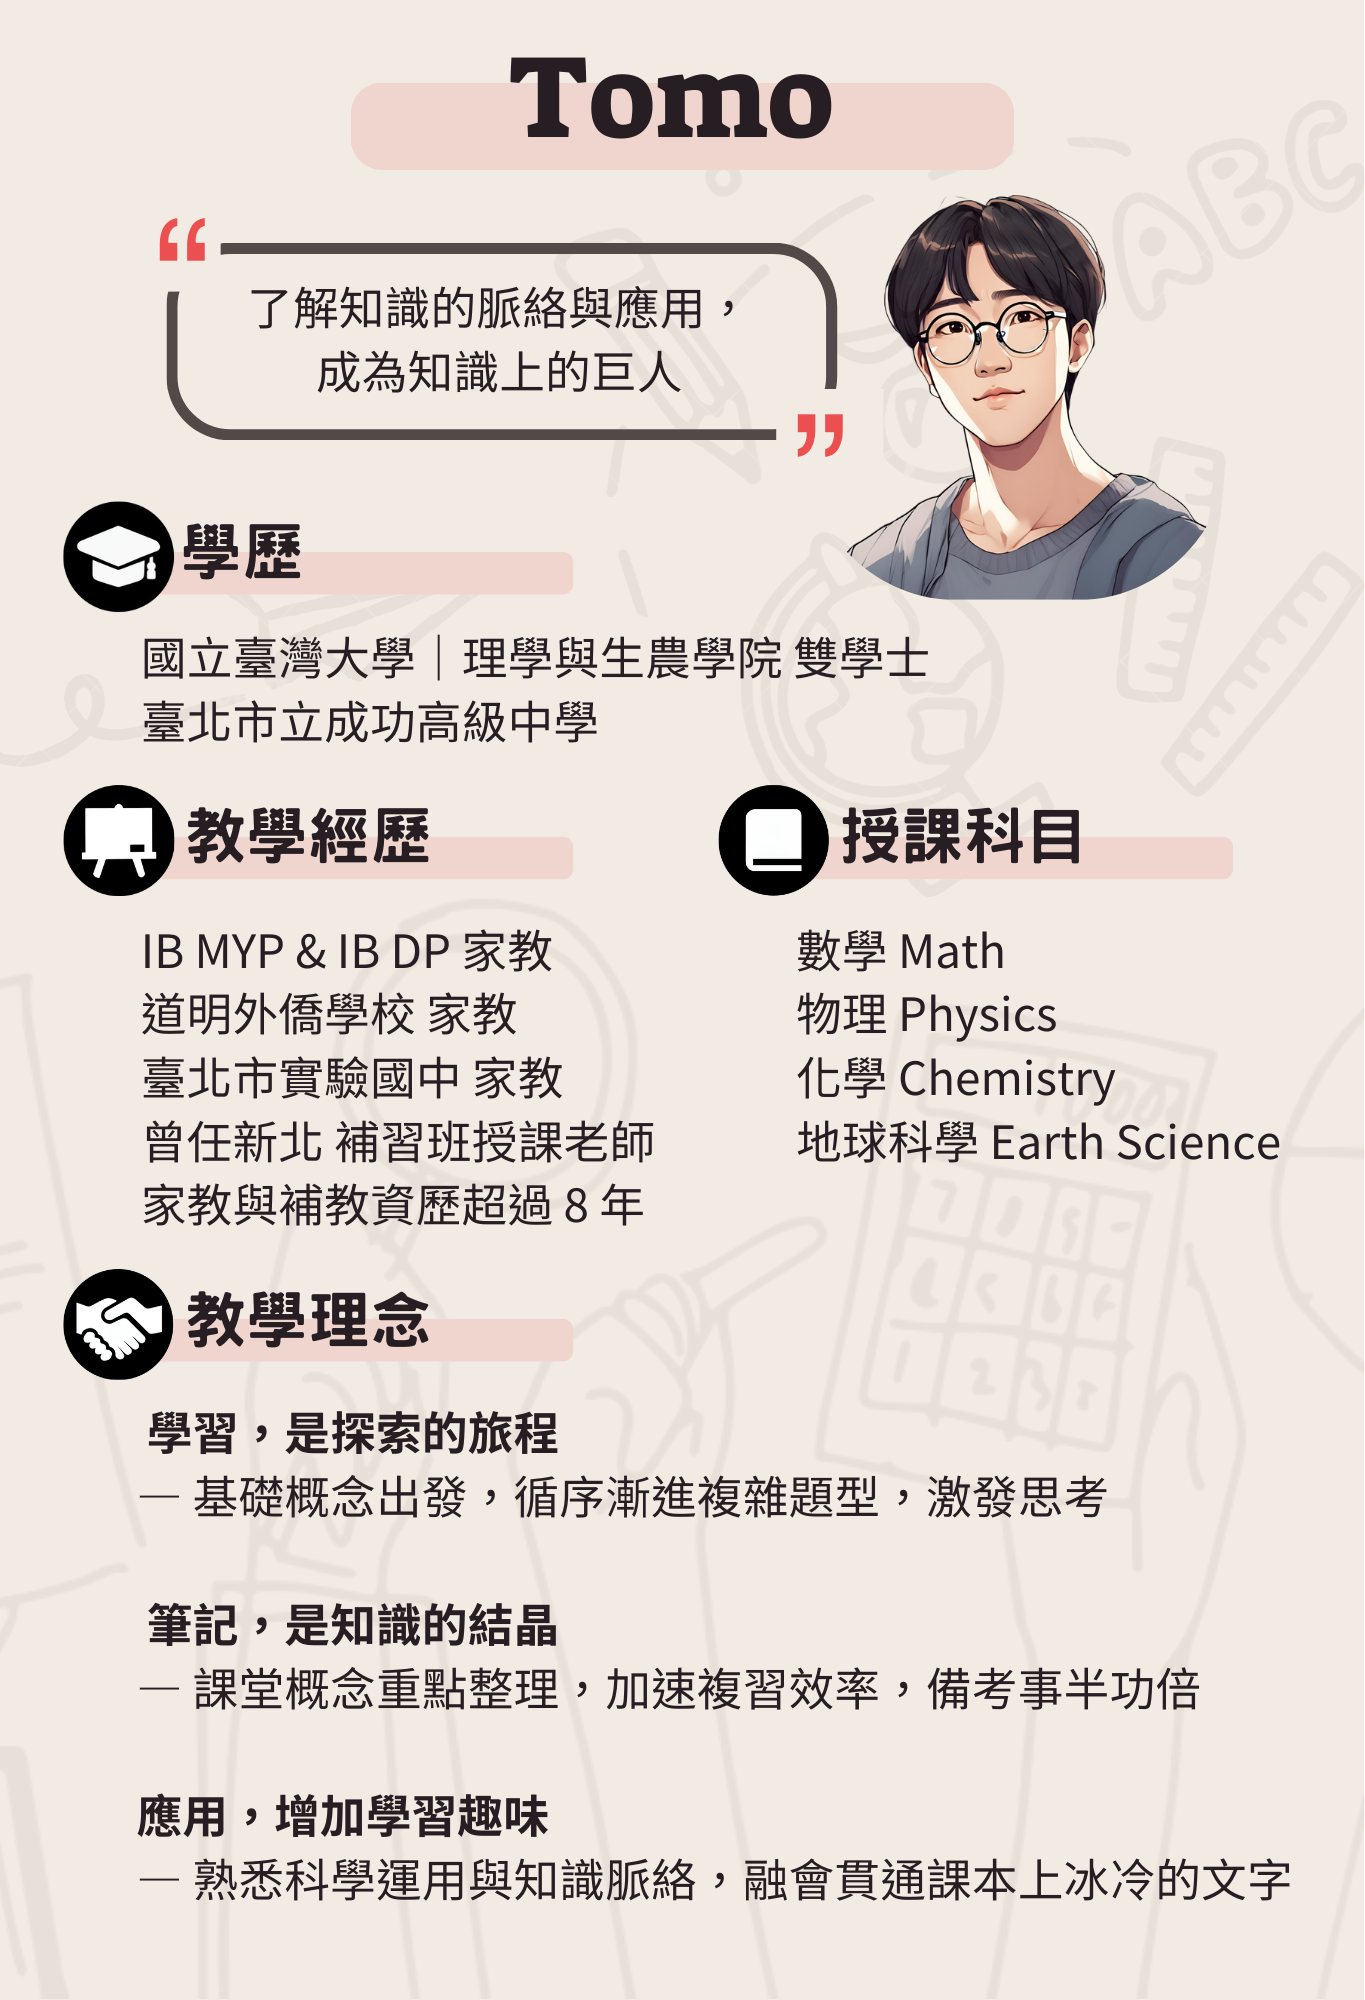 Tomo
“
了解知識的脈絡與應用，
成為知識上的巨人
”
學歷
國立臺灣大學｜理學與生農學院 雙學士
臺北市立成功高級中學
教學經歷
IB MYP & IB DP 家教
道明外僑學校 家教
臺北市實驗國中 家教
曾任新北 補習班授課老師
家教與補教資歷超過 8 年
授課科目
數學 Math
物理 Physics
化學 Chemistry
地球科學 Earth Science
教學理念
學習，是探索的旅程
— 基礎概念出發，循序漸進複雜題型，激發思考
筆記，是知識的結晶
— 課堂概念重點整理，加速複習效率，備考事半功倍
應用，增加學習趣味
— 熟悉科學運用與知識脈絡，融會貫通課本上冰冷的文字
ABC